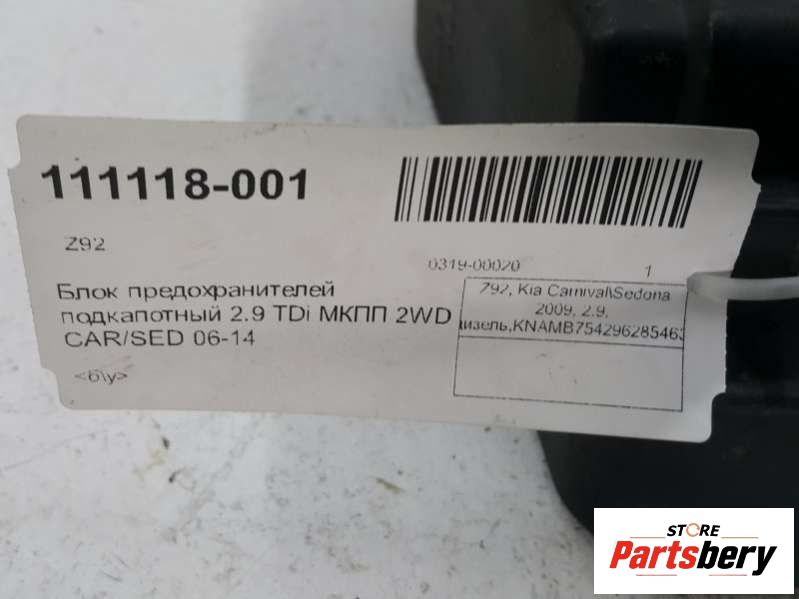 111118-001
Z92
0319-00020 1
Блок предохранителей
подкапотный 2.9 TDi МКПП 2WD
CAR/SED 06-14
<б\у>
Z92, Kia Carnival\Sedona
2009, 2.9,
дизель,KNAMB754296285463
STORE
Partsbery